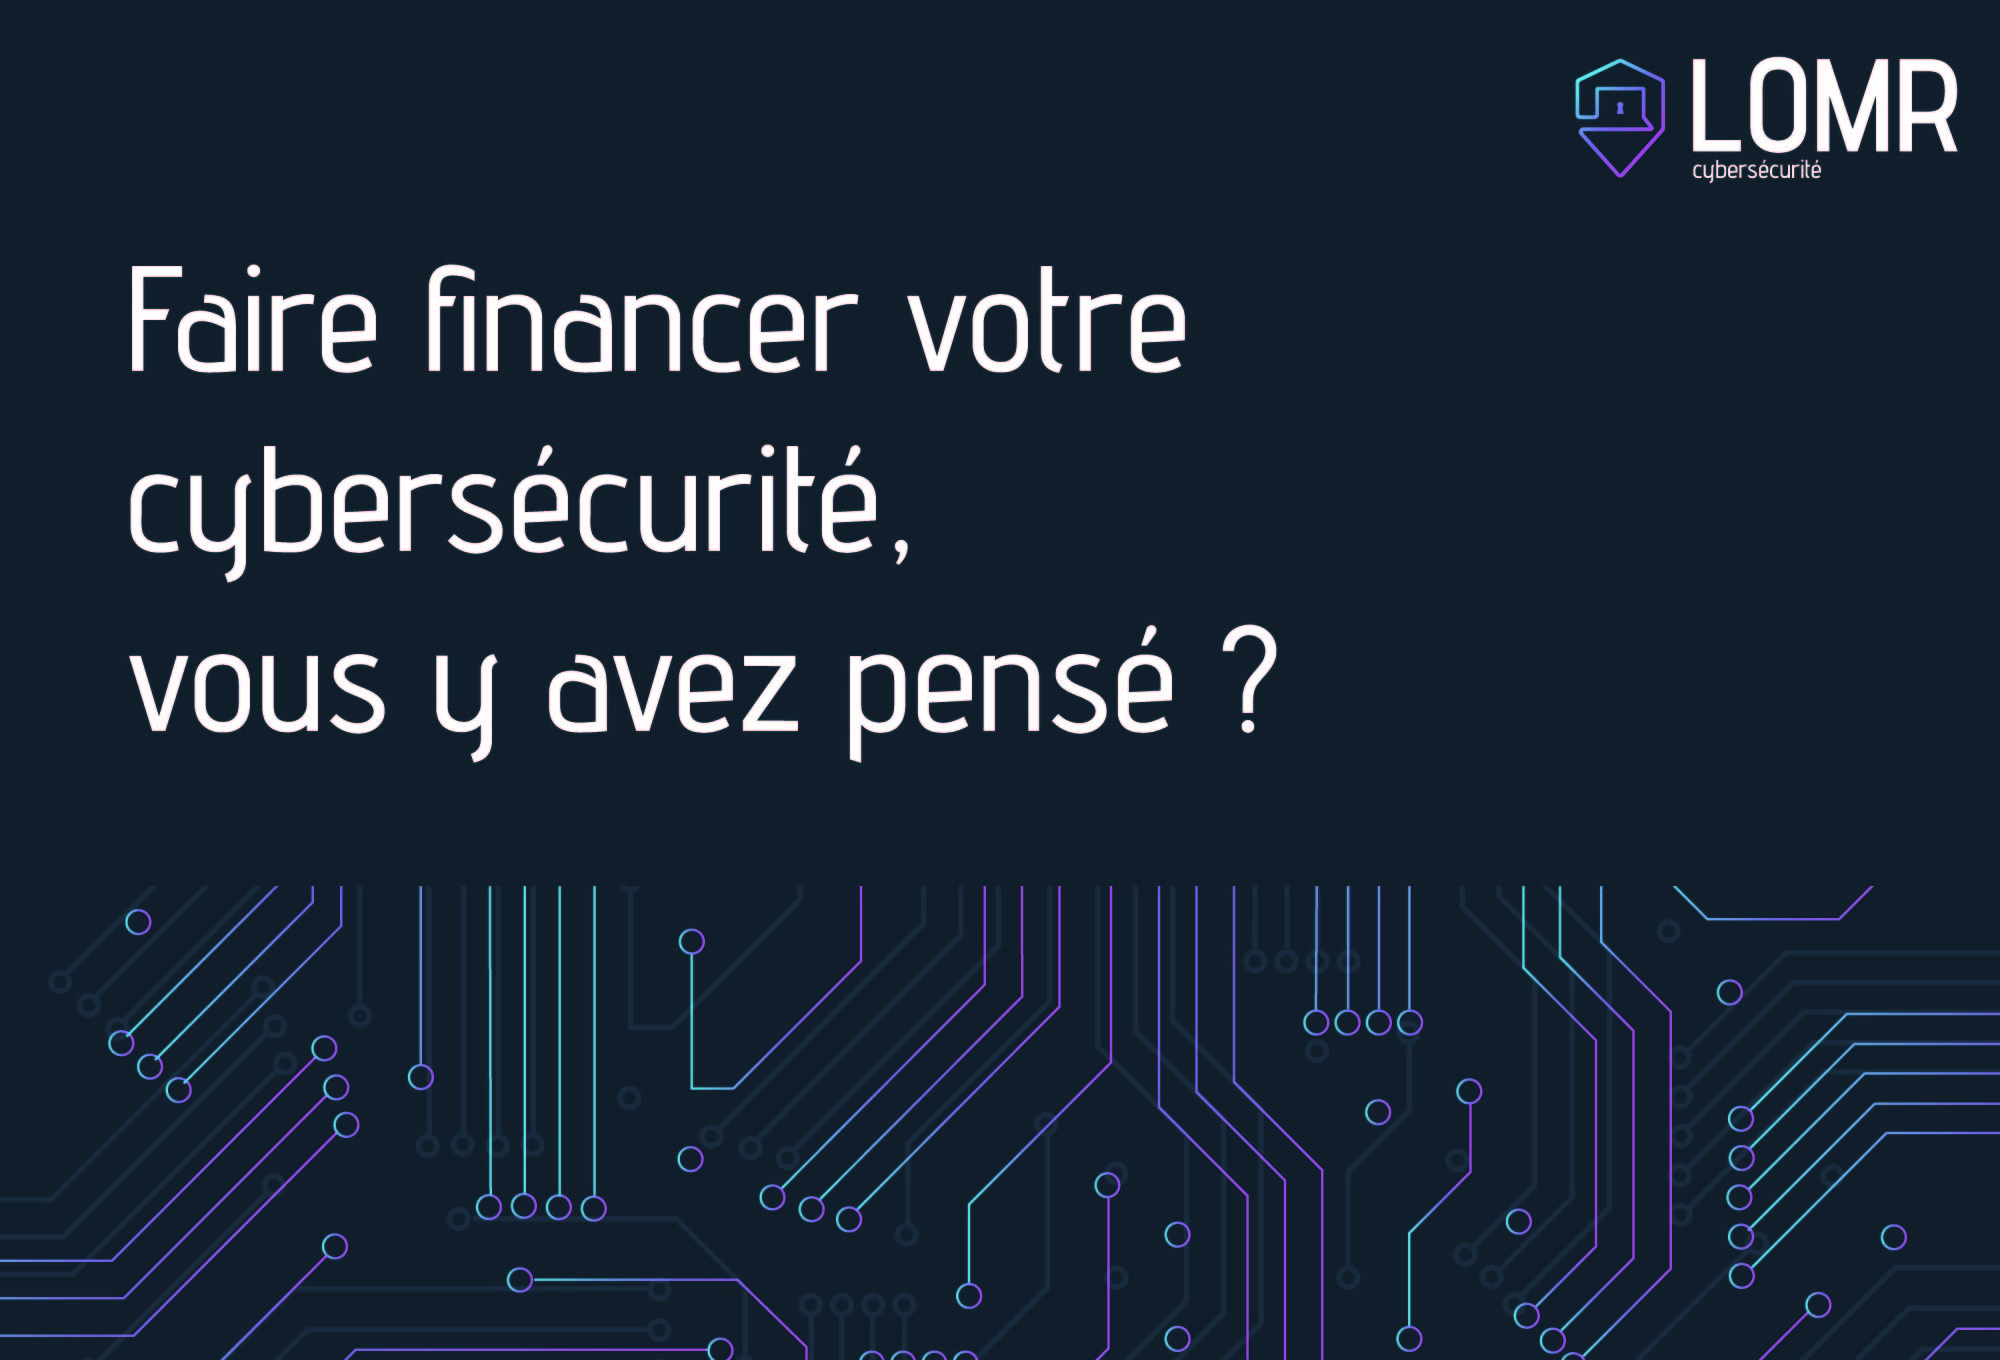 LOMR
cybersécurité
Faire financer votre
cybersécurité,
vous y avez pensé ?